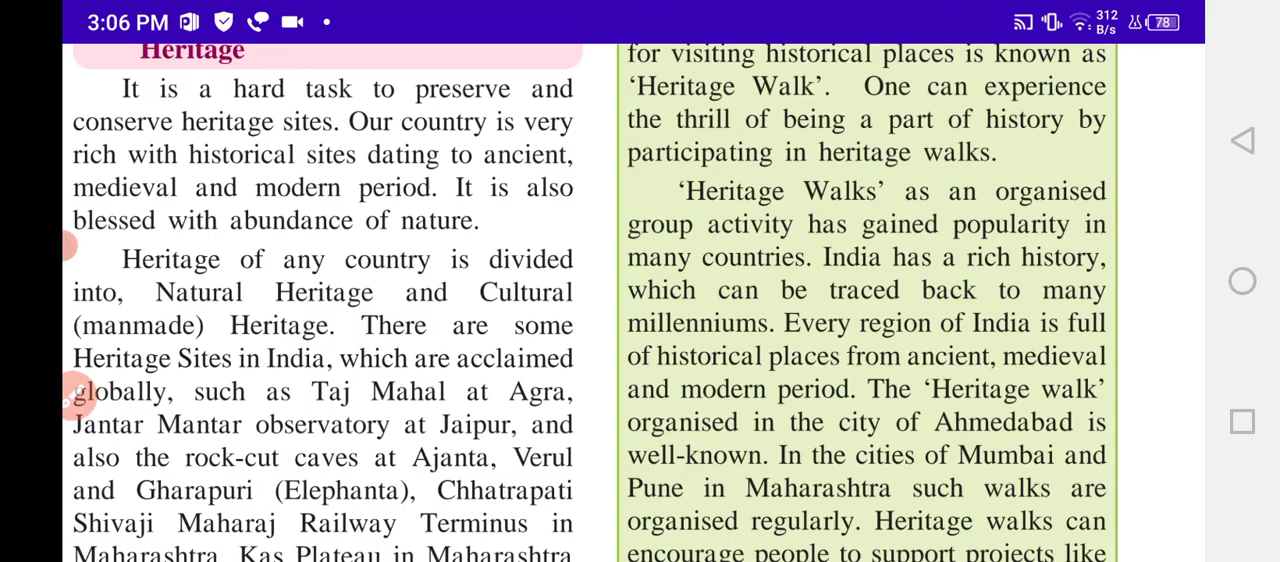 3:06 PM
312
B/s
78
Heritage
It is a hard task to preserve and
conserve heritage sites. Our country is very
rich with historical sites dating to ancient,
medieval and modern period. It is also
blessed with abundance of nature.
Heritage of any country is divided
into, Natural Heritage and Cultural
(manmade) Heritage. There are some
Heritage Sites in India, which are acclaimed
globally, such as Taj Mahal at Agra,
Jantar Mantar observatory at Jaipur, and
also the rock-cut caves at Ajanta, Verul
and Gharapuri (Elephanta), Chhatrapati
Shivaji Maharaj Railway Terminus in
Maharashtra, Kas Plateau in Maharashtra
for visiting historical places is known as
‘Heritage Walk’. One can experience
the thrill of being a part of history by
participating in heritage walks.
‘Heritage Walks’ as an organised
group activity has gained popularity in
many countries. India has a rich history,
which can be traced back to many
millenniums. Every region of India is full
of historical places from ancient, medieval
and modern period. The ‘Heritage walk’
organised in the city of Ahmedabad is
well-known. In the cities of Mumbai and
Pune in Maharashtra such walks are
organised regularly. Heritage walks can
encourage people to support projects like